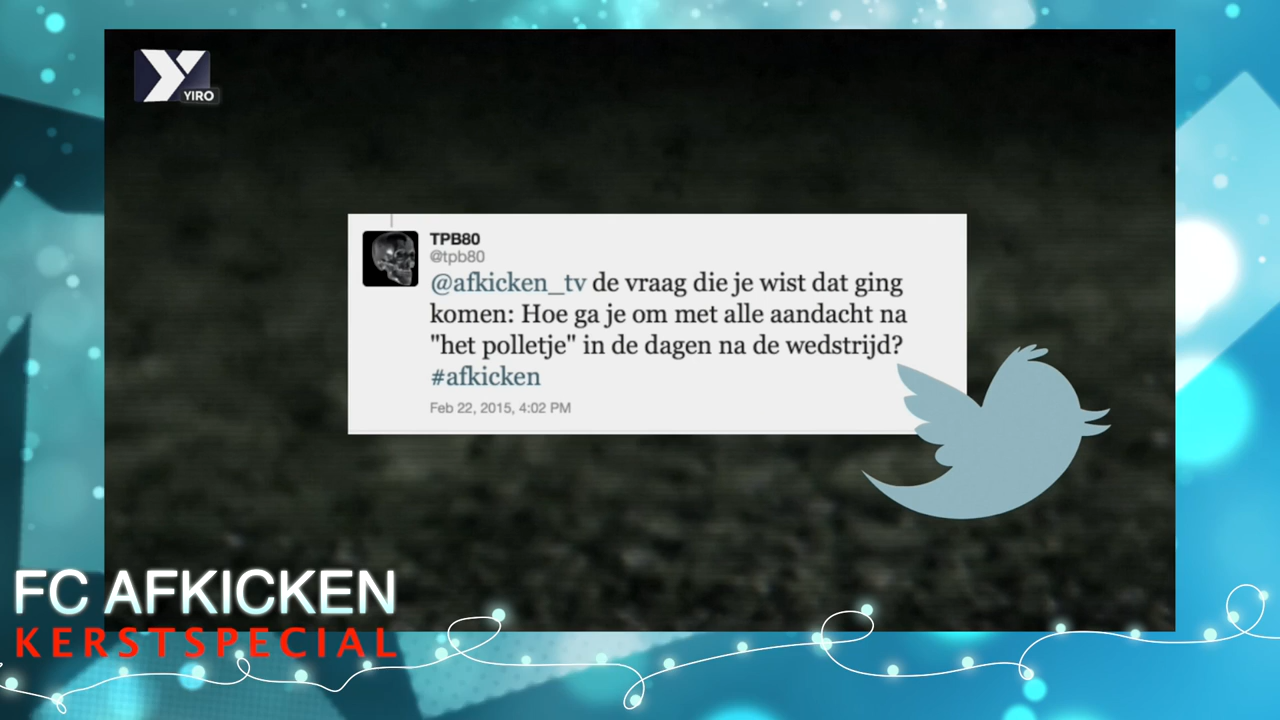 Y
YIRO
TPB80
@tpb80
@afkicken_tv de vraag die je wist dat ging
komen: Hoe ga je om met alle aandacht na
"het polletje" in de dagen na de wedstrijd?
#afkicken
Feb 22, 2015, 4:02 PM
FC AFKICKEN
KERSTSPECIAL